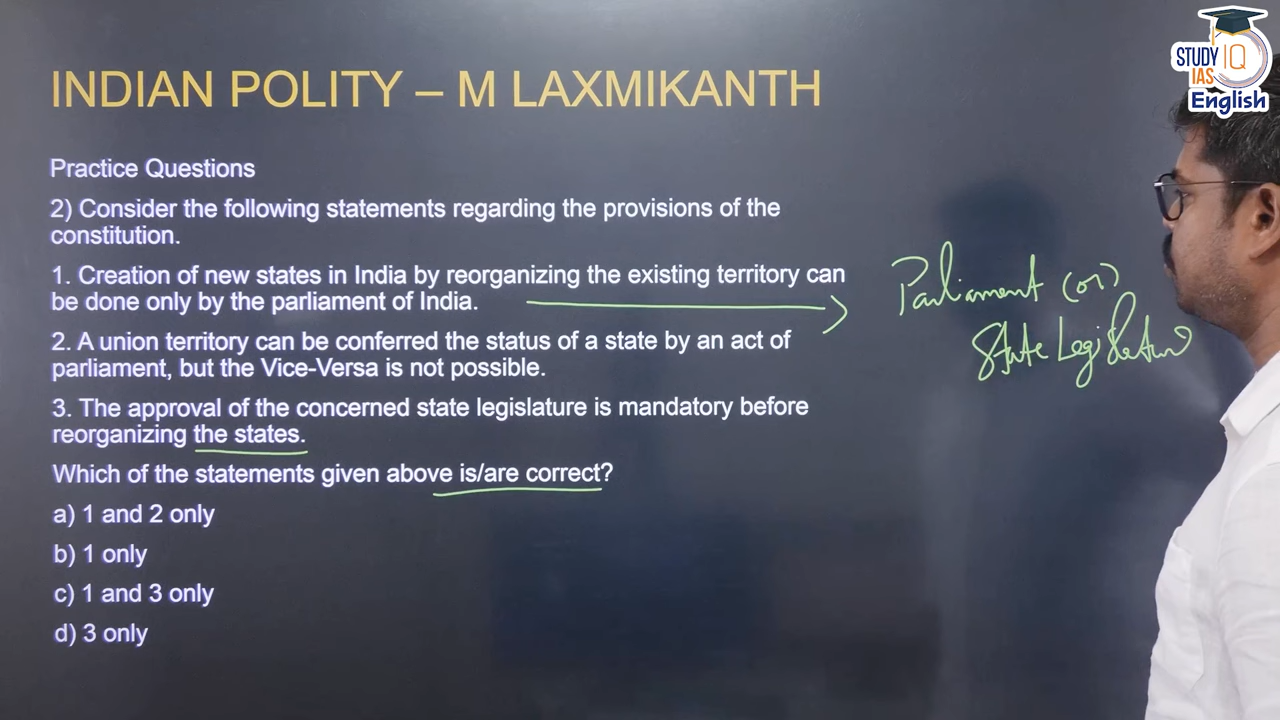 STUDY IQ
IAS
English
INDIAN POLITY – M LAXMIKANTH
Practice Questions
2) Consider the following statements regarding the provisions of the
constitution.
1. Creation of new states in India by reorganizing the existing territory can
be done only by the parliament of India.
Parliament (or)
State Legislature
2. A union territory can be conferred the status of a state by an act of
parliament, but the Vice-Versa is not possible.
3. The approval of the concerned state legislature is mandatory before
reorganizing the states.
Which of the statements given above is/are correct?
a) 1 and 2 only
b) 1 only
c) 1 and 3 only
d) 3 only